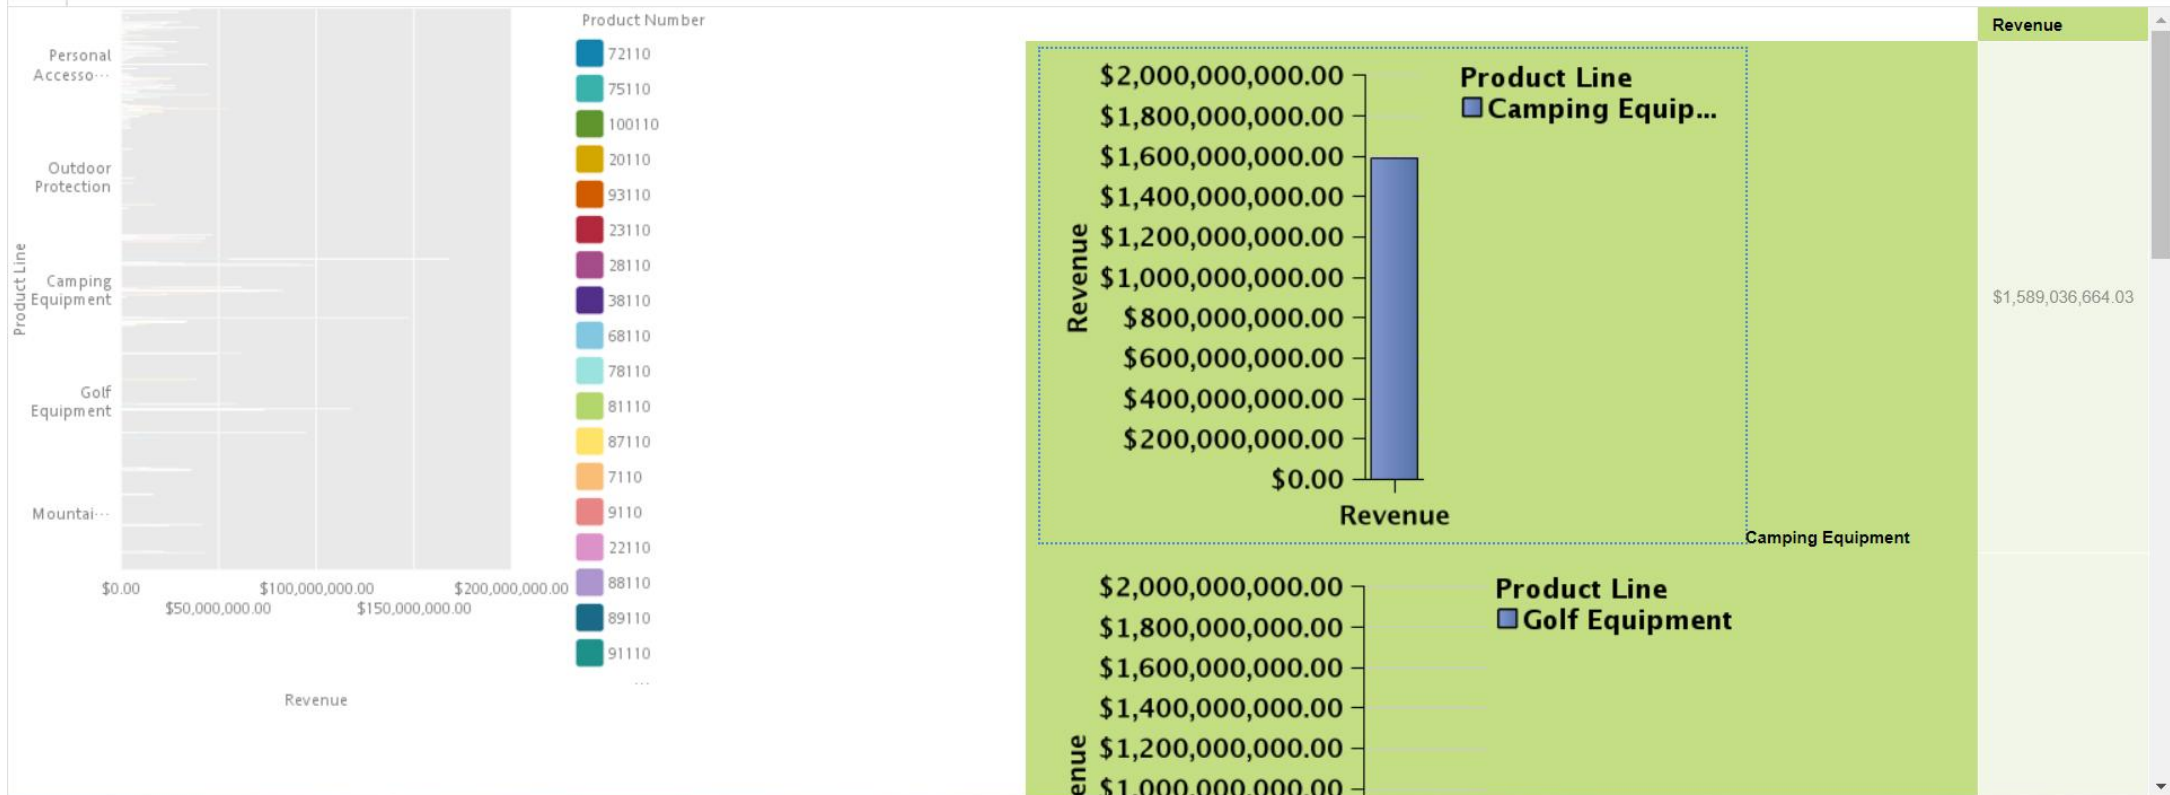 Product Line
Personal
Accesso...
Outdoor
Protection
Camping
Equipment
Golf
Equipment
Mountai...
$0.00
$50,000,000.00
$100,000,000.00
$150,000,000.00
$200,000,000.00
Revenue
Product Number
72110
75110
100110
20110
93110
23110
28110
38110
68110
78110
81110
87110
7110
9110
22110
88110
89110
91110
...
Revenue
$2,000,000,000.00
$1,800,000,000.00
$1,600,000,000.00
$1,400,000,000.00
$1,200,000,000.00
$1,000,000,000.00
$800,000,000.00
$600,000,000.00
$400,000,000.00
$200,000,000.00
$0.00
Revenue
Product Line
Camping Equip...
Camping Equipment
Revenue
$1,589,036,664.03
$2,000,000,000.00
$1,800,000,000.00
$1,600,000,000.00
$1,400,000,000.00
$1,200,000,000.00
$1,000,000,000.00
enue
Product Line
Golf Equipment